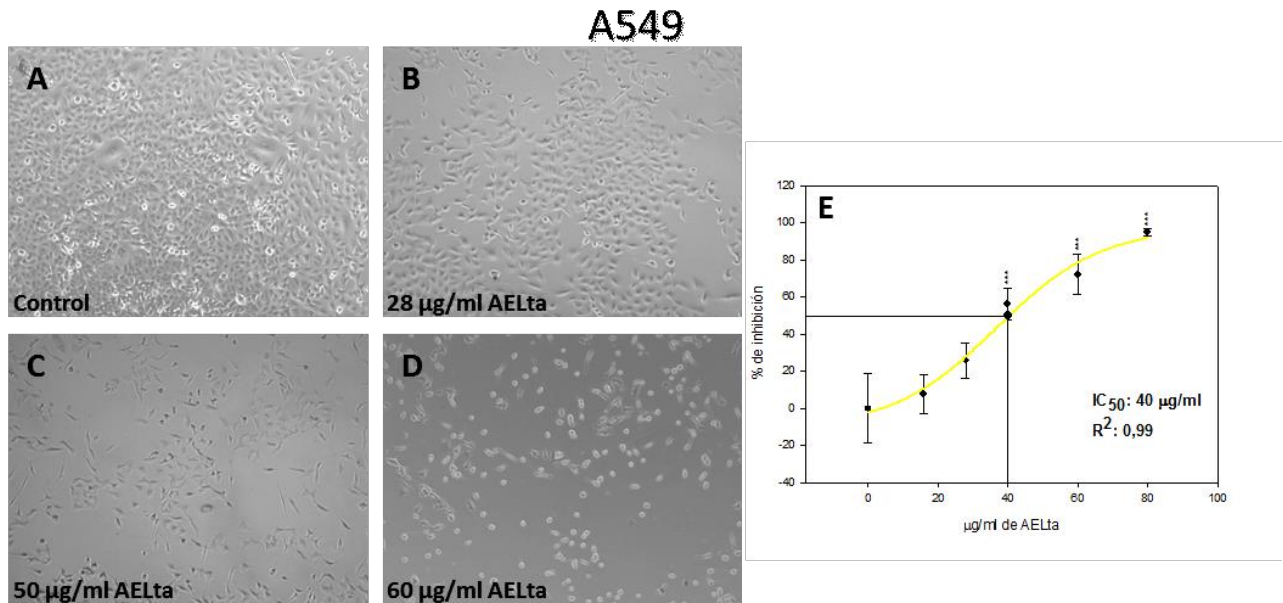 A549
A
Control
B
28 µg/ml AELta
C
50 µg/ml AELta
D
60 µg/ml AELta
E
% de inhibición
120
100
80
60
40
20
0
-20
-40
***
***
***
IC50: 40 µg/ml
R2: 0,99
0
20
40
60
80
100
µg/ml de AELta